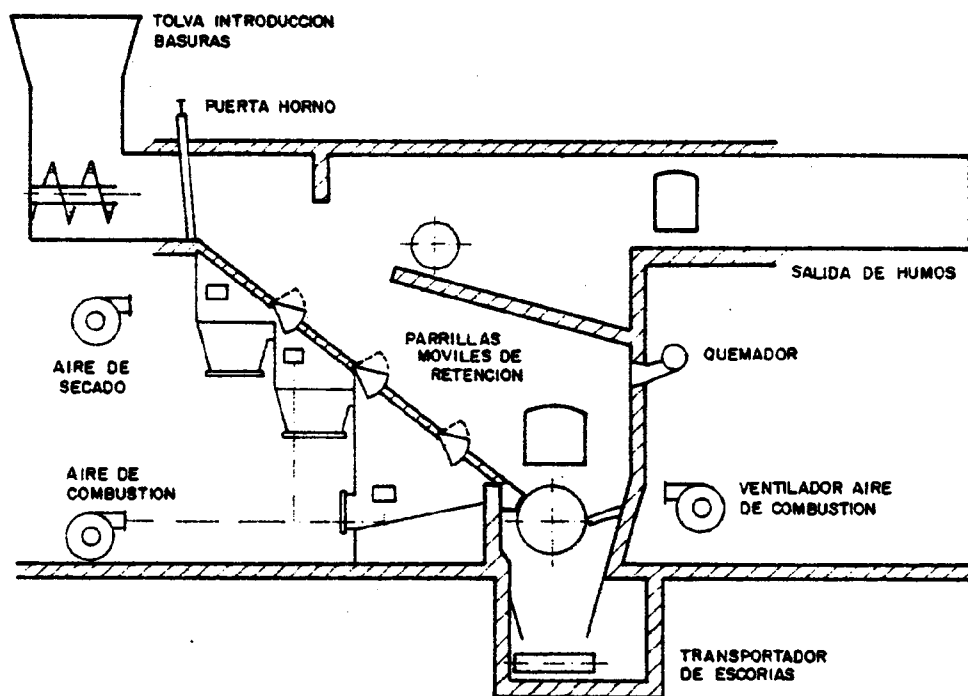 TOLVA INTRODUCCION
BASURAS
PUERTA HORNO
SALIDA DE HUMOS
PARRILLAS
MOVILES DE
RETENCION
QUEMADOR
AIRE DE
SECADO
AIRE DE
COMBUSTION
VENTILADOR AIRE
DE COMBUSTION
TRANSPORTADOR
DE ESCORIAS